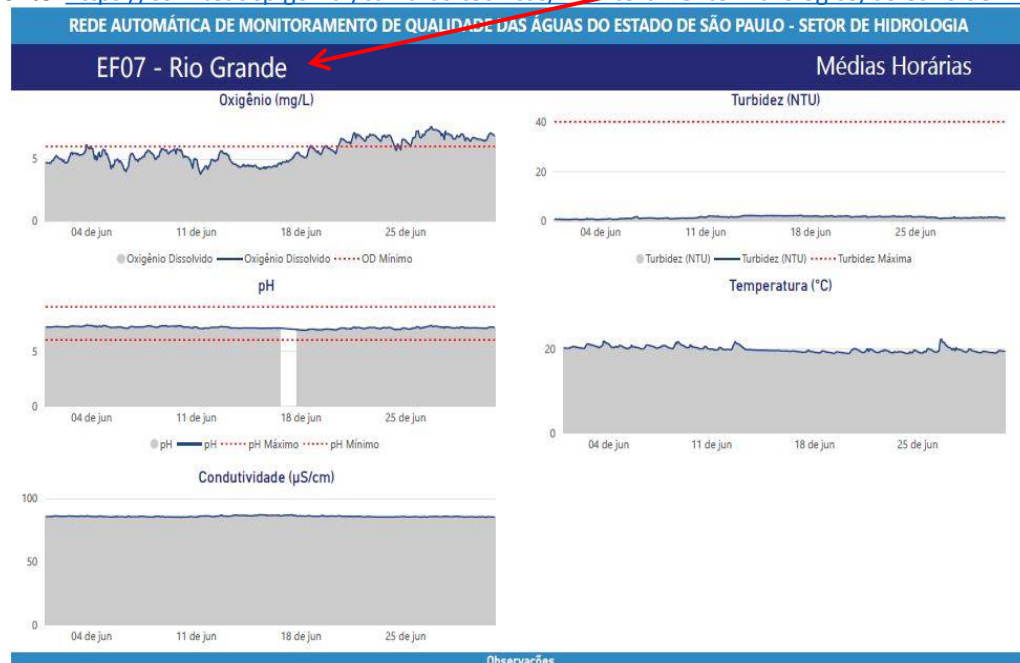 REDE AUTOMÁTICA DE MONITORAMENTO DE QUALIDADE DAS ÁGUAS DO ESTADO DE SÃO PAULO - SETOR DE HIDROLOGIA
EF07 - Rio Grande
Médias Horárias
Oxigênio (mg/L)
5
0
04 de jun 11 de jun 18 de jun 25 de jun
Oxigênio Dissolvido Oxigênio Dissolvido OD Mínimo
Turbidez (NTU)
40
20
0
04 de jun 11 de jun 18 de jun 25 de jun
Turbidez (NTU) Turbidez (NTU) Turbidez Máxima
pH
5
0
04 de jun 11 de jun 18 de jun 25 de jun
pH pH pH Máximo pH Mínimo
Temperatura (°C)
20
0
04 de jun 11 de jun 18 de jun 25 de jun
Condutividade (µS/cm)
100
50
0
04 de jun 11 de jun 18 de jun 25 de jun
Observações